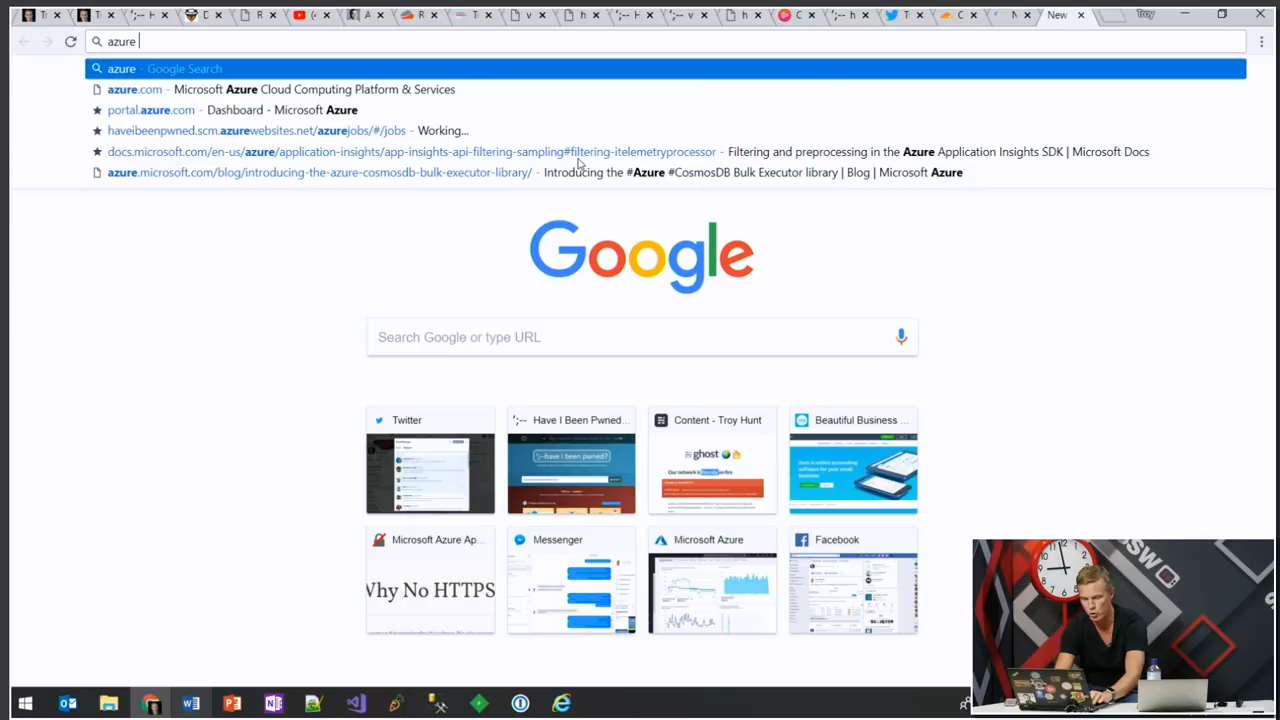 New
Troy
azure
azure - Google Search
azure.com - Microsoft Azure Cloud Computing Platform & Services
portal.azure.com - Dashboard - Microsoft Azure
haveibeenpwned.scm.azurewebsites.net/azurejobs/#/jobs - Working...
docs.microsoft.com/en-us/azure/application-insights/app-insights-api-filtering-sampling#filtering-itelemetryprocessor - Filtering and preprocessing in the Azure Application Insights SDK | Microsoft Docs
azure.microsoft.com/blog/introducing-the-azure-cosmosdb-bulk-executor-library/ - Introducing the #Azure #CosmosDB Bulk Executor library | Blog | Microsoft Azure
Google
Search Google or type URL
Twitter
Have I Been Pwned...
Content - Troy Hunt
Beautiful Business ...
';--have i been pwned?
ghost
Microsoft Azure Ap...
Messenger
Microsoft Azure
Facebook
Why No HTTPS
SSW